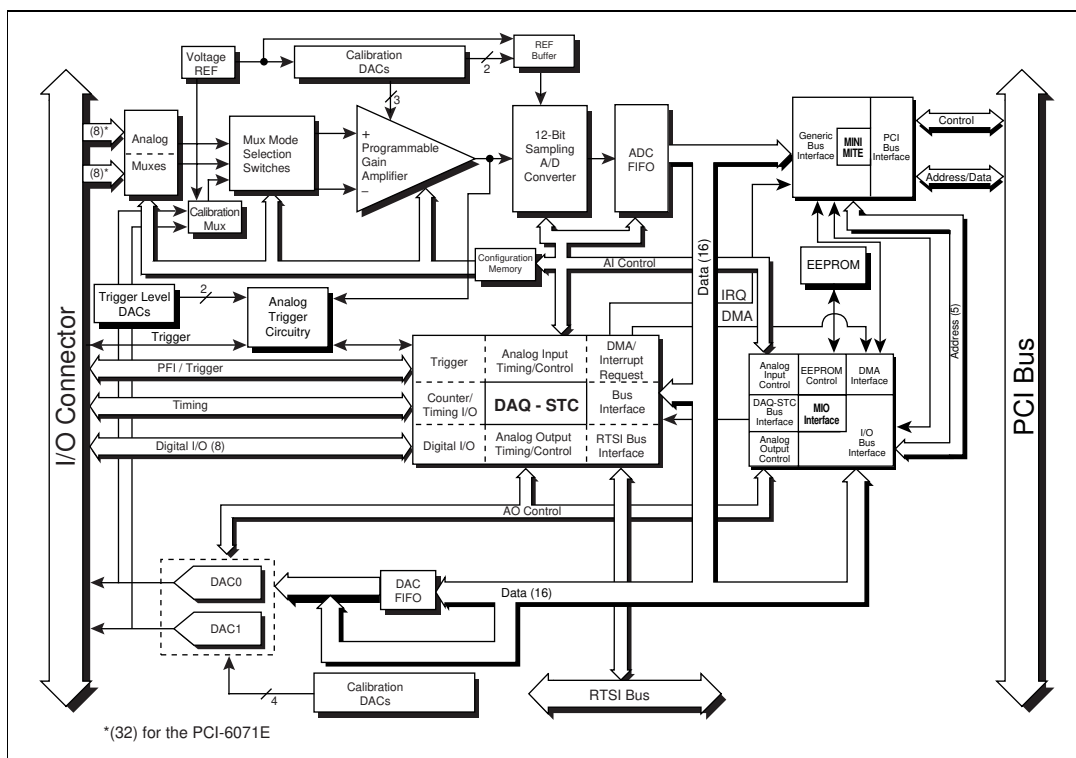 Voltage
REF
Calibration
DACs
2
REF
Buffer
3
(8)*
(8)*
Analog
Muxes
Mux Mode
Selection
Switches
+
Programmable
Gain
Amplifier
–
12-Bit
Sampling
A/D
Converter
ADC
FIFO
Generic
Bus
Interface
MINI
MITE
PCI
Bus
Interface
Control
Address/Data
Calibration
Mux
Configuration
Memory
AI Control
Data (16)
EEPROM
Address (5)
IRQ
DMA
Trigger Level
DACs
2
Analog
Trigger
Circuitry
Trigger
PFI / Trigger
Timing
Digital I/O (8)
I/O Connector
PCI Bus
Trigger
Analog Input
Timing/Control
DMA/
Interrupt
Request
Counter/
Timing I/O
DAQ - STC
Bus
Interface
Digital I/O
Analog Output
Timing/Control
RTSI Bus
Interface
Analog
Input
Control
EEPROM
Control
DMA
Interface
DAQ-STC
Bus
Interface
MIO
Interface
Analog
Output
Control
I/O
Bus
Interface
AO Control
DAC0
DAC1
DAC
FIFO
Data (16)
4
Calibration
DACs
RTSI Bus
*(32) for the PCI-6071E